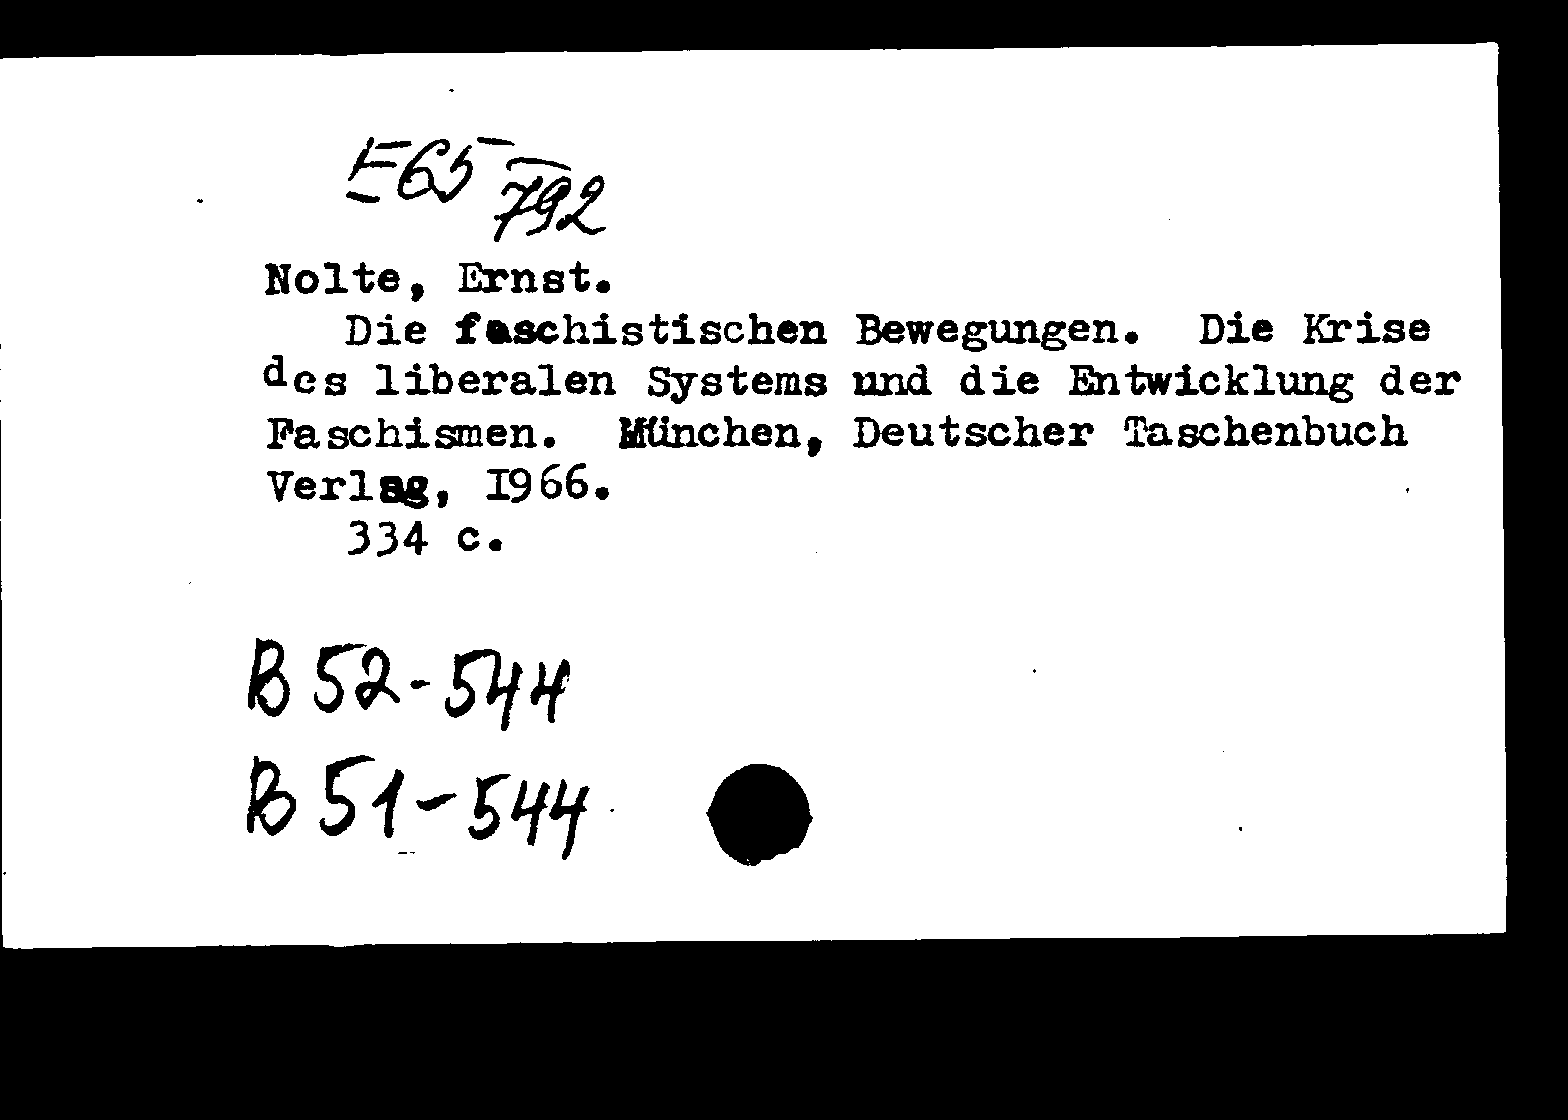 E65
792
Nolte, Ernst.
Die faschistischen Bewegungen. Die Krise
des liberalen Systems und die Entwicklung der
Faschismen. München, Deutscher Taschenbuch
Verlag, I966.
334 c.
B 52-544
B 51-544